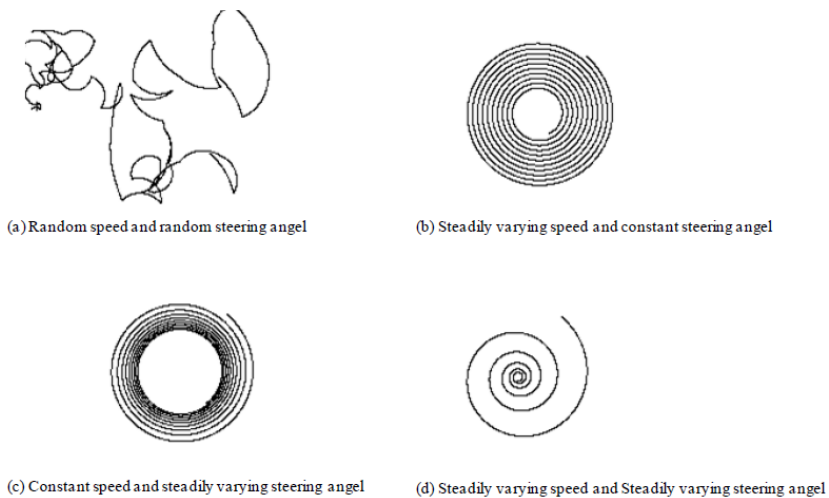 (a) Random speed and random steering angel
(b) Steadily varying speed and constant steering angel
(c) Constant speed and steadily varying steering angel
(d) Steadily varying speed and Steadily varying steering angel